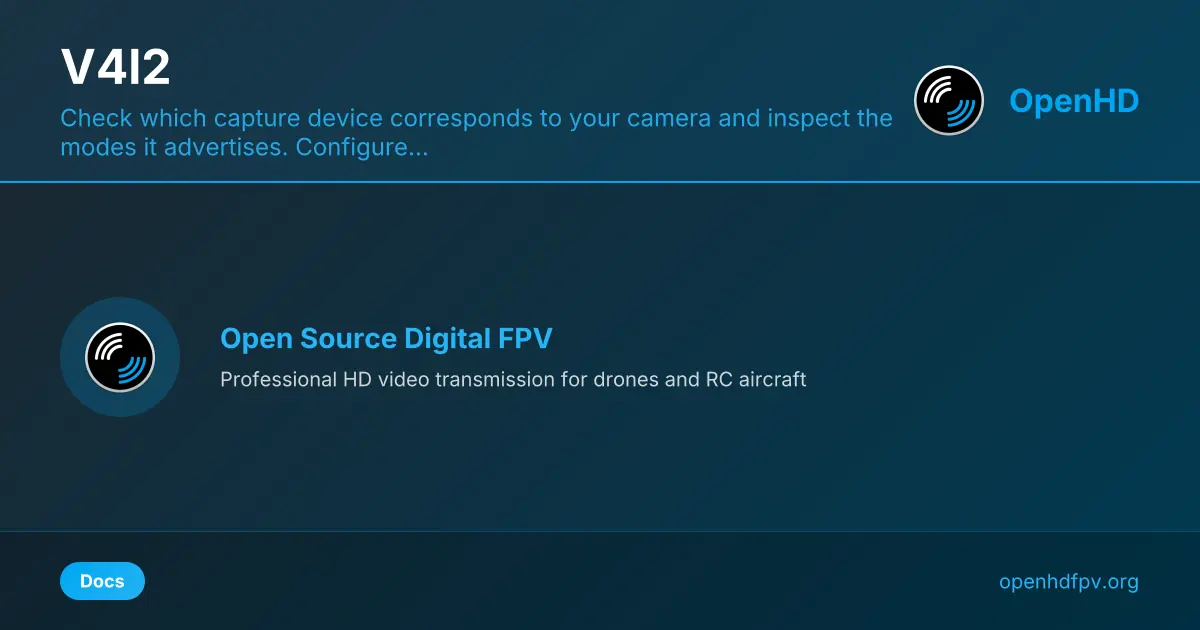 V4l2
Check which capture device corresponds to your camera and inspect the
modes it advertises. Configure...
OpenHD
Open Source Digital FPV
Professional HD video transmission for drones and RC aircraft
Docs
openhdfpv.org